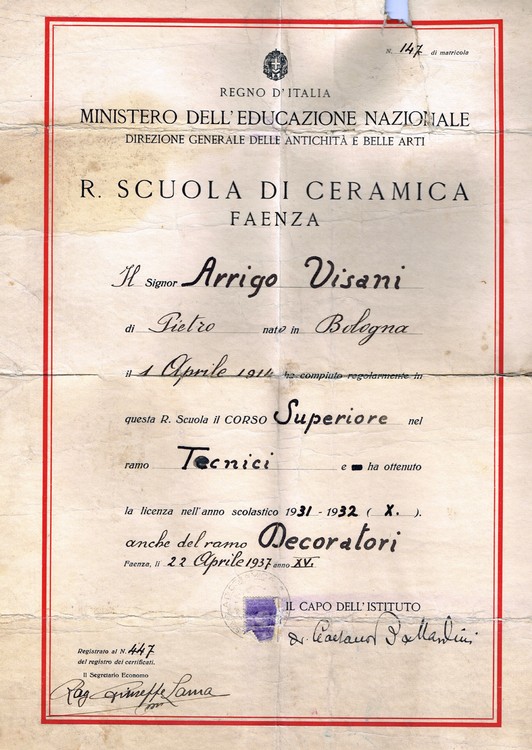 N. 147 di matricola
REGNO D'ITALIA
MINISTERO DELL'EDUCAZIONE NAZIONALE
DIREZIONE GENERALE DELLE ANTICHITÀ E BELLE ARTI
R. SCUOLA DI CERAMICA
FAENZA
Il Signor Arrigo Visani
di Pietro nato in Bologna
il 1 Aprile 1914 ha compiuto regolarmente in
questa R. Scuola il CORSO Superiore nel
ramo Tecnici e ha ottenuto
la licenza nell'anno scolastico 1931 - 1932 ( X. ).
anche del ramo Decoratori
Faenza, li 22 Aprile 1937 anno XV.
IL CAPO DELL'ISTITUTO
Gaetano Ballardini
Registrato al N. 447
del registro dei certificati.
Il Segretario Economo
Rag Giuseppe Lama